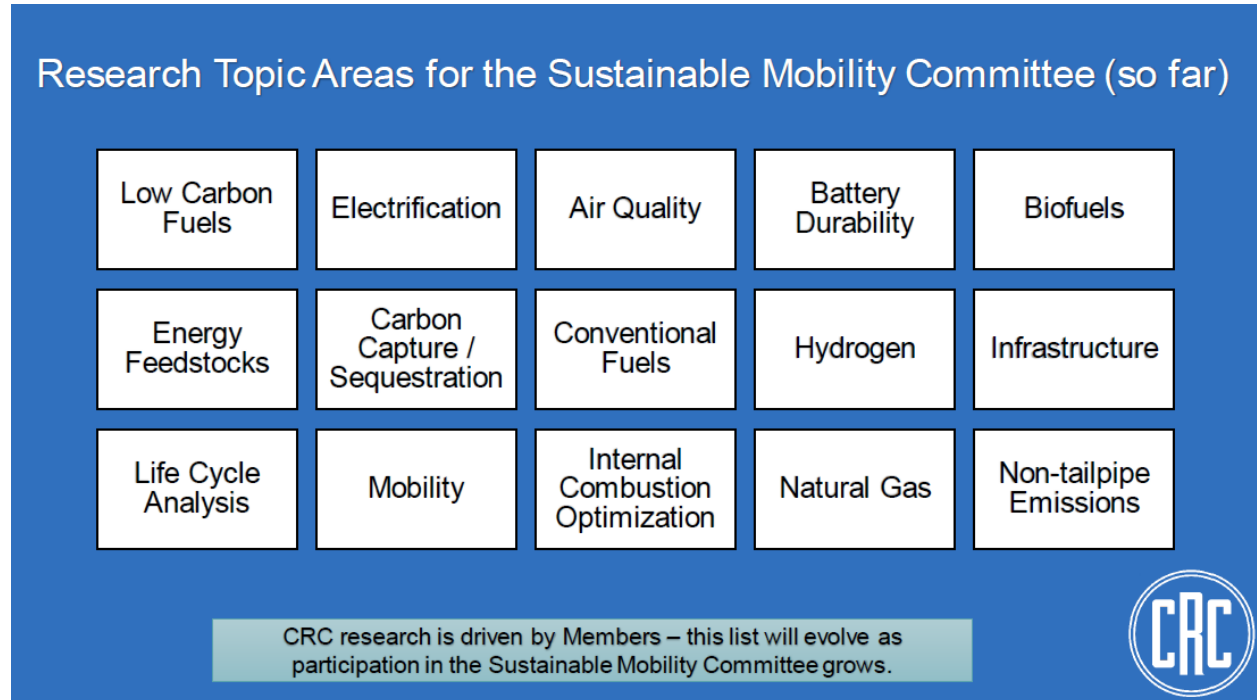 Research Topic Areas for the Sustainable Mobility Committee (so far)
Low Carbon
Fuels
Electrification
Air Quality
Battery
Durability
Biofuels
Energy
Feedstocks
Carbon
Capture /
Sequestration
Conventional
Fuels
Hydrogen
Infrastructure
Life Cycle
Analysis
Mobility
Internal
Combustion
Optimization
Natural Gas
Non-tailpipe
Emissions
CRC research is driven by Members – this list will evolve as
participation in the Sustainable Mobility Committee grows.
CRC